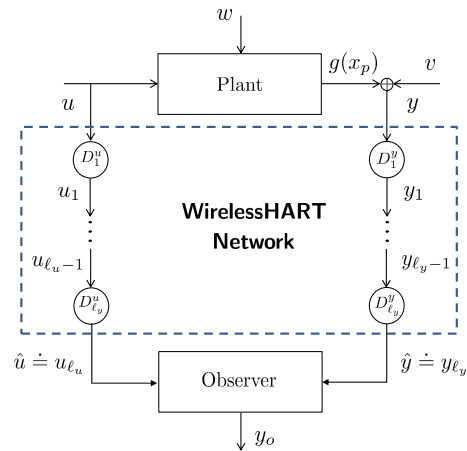 w
Plant
g(x_p)
v
u
y
D_1^u
D_1^y
u_1
y_1
WirelessHART
Network
u_{ℓ_u−1}
y_{ℓ_y−1}
D_{ℓ_y}^u
D_{ℓ_y}^y
û ≐ u_{ℓ_u}
Observer
ŷ ≐ y_{ℓ_y}
y_o